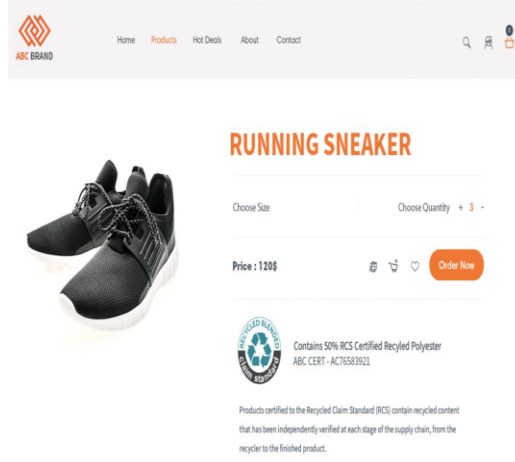 ABC BRAND
Home Products Hot Deals About Contact
RUNNING SNEAKER
Choose Size
Choose Quantity + 3 -
Price : 120$
Order Now
RECYCLED BLENDED
claim standard
Contains 50% RCS Certified Recyled Polyester
ABC CERT - AC76583921
Products certified to the Recycled Claim Standard (RCS) contain recycled content
that has been independently verified at each stage of the supply chain, from the
recycler to the finished product.